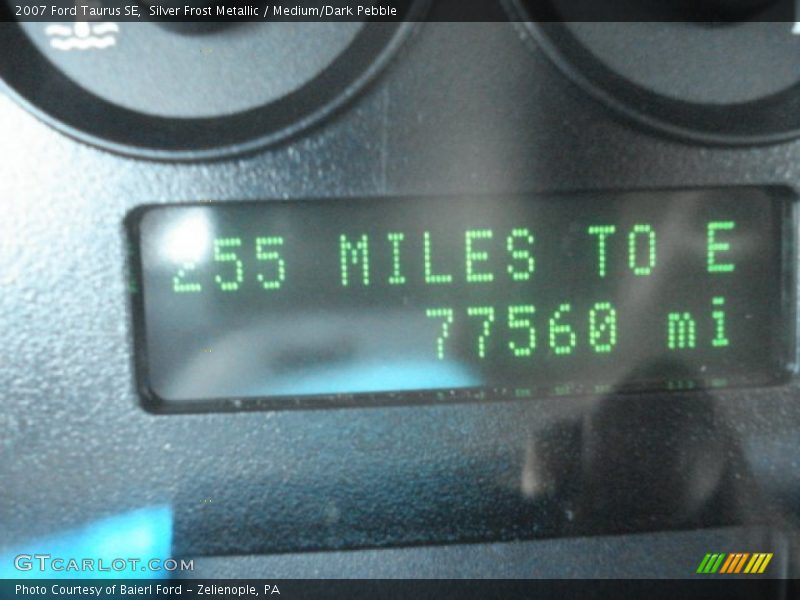 2007 Ford Taurus SE, Silver Frost Metallic / Medium/Dark Pebble
255 MILES TO E
77560 mi
GTCARLOT.COM
Photo Courtesy of Baierl Ford - Zelienople, PA